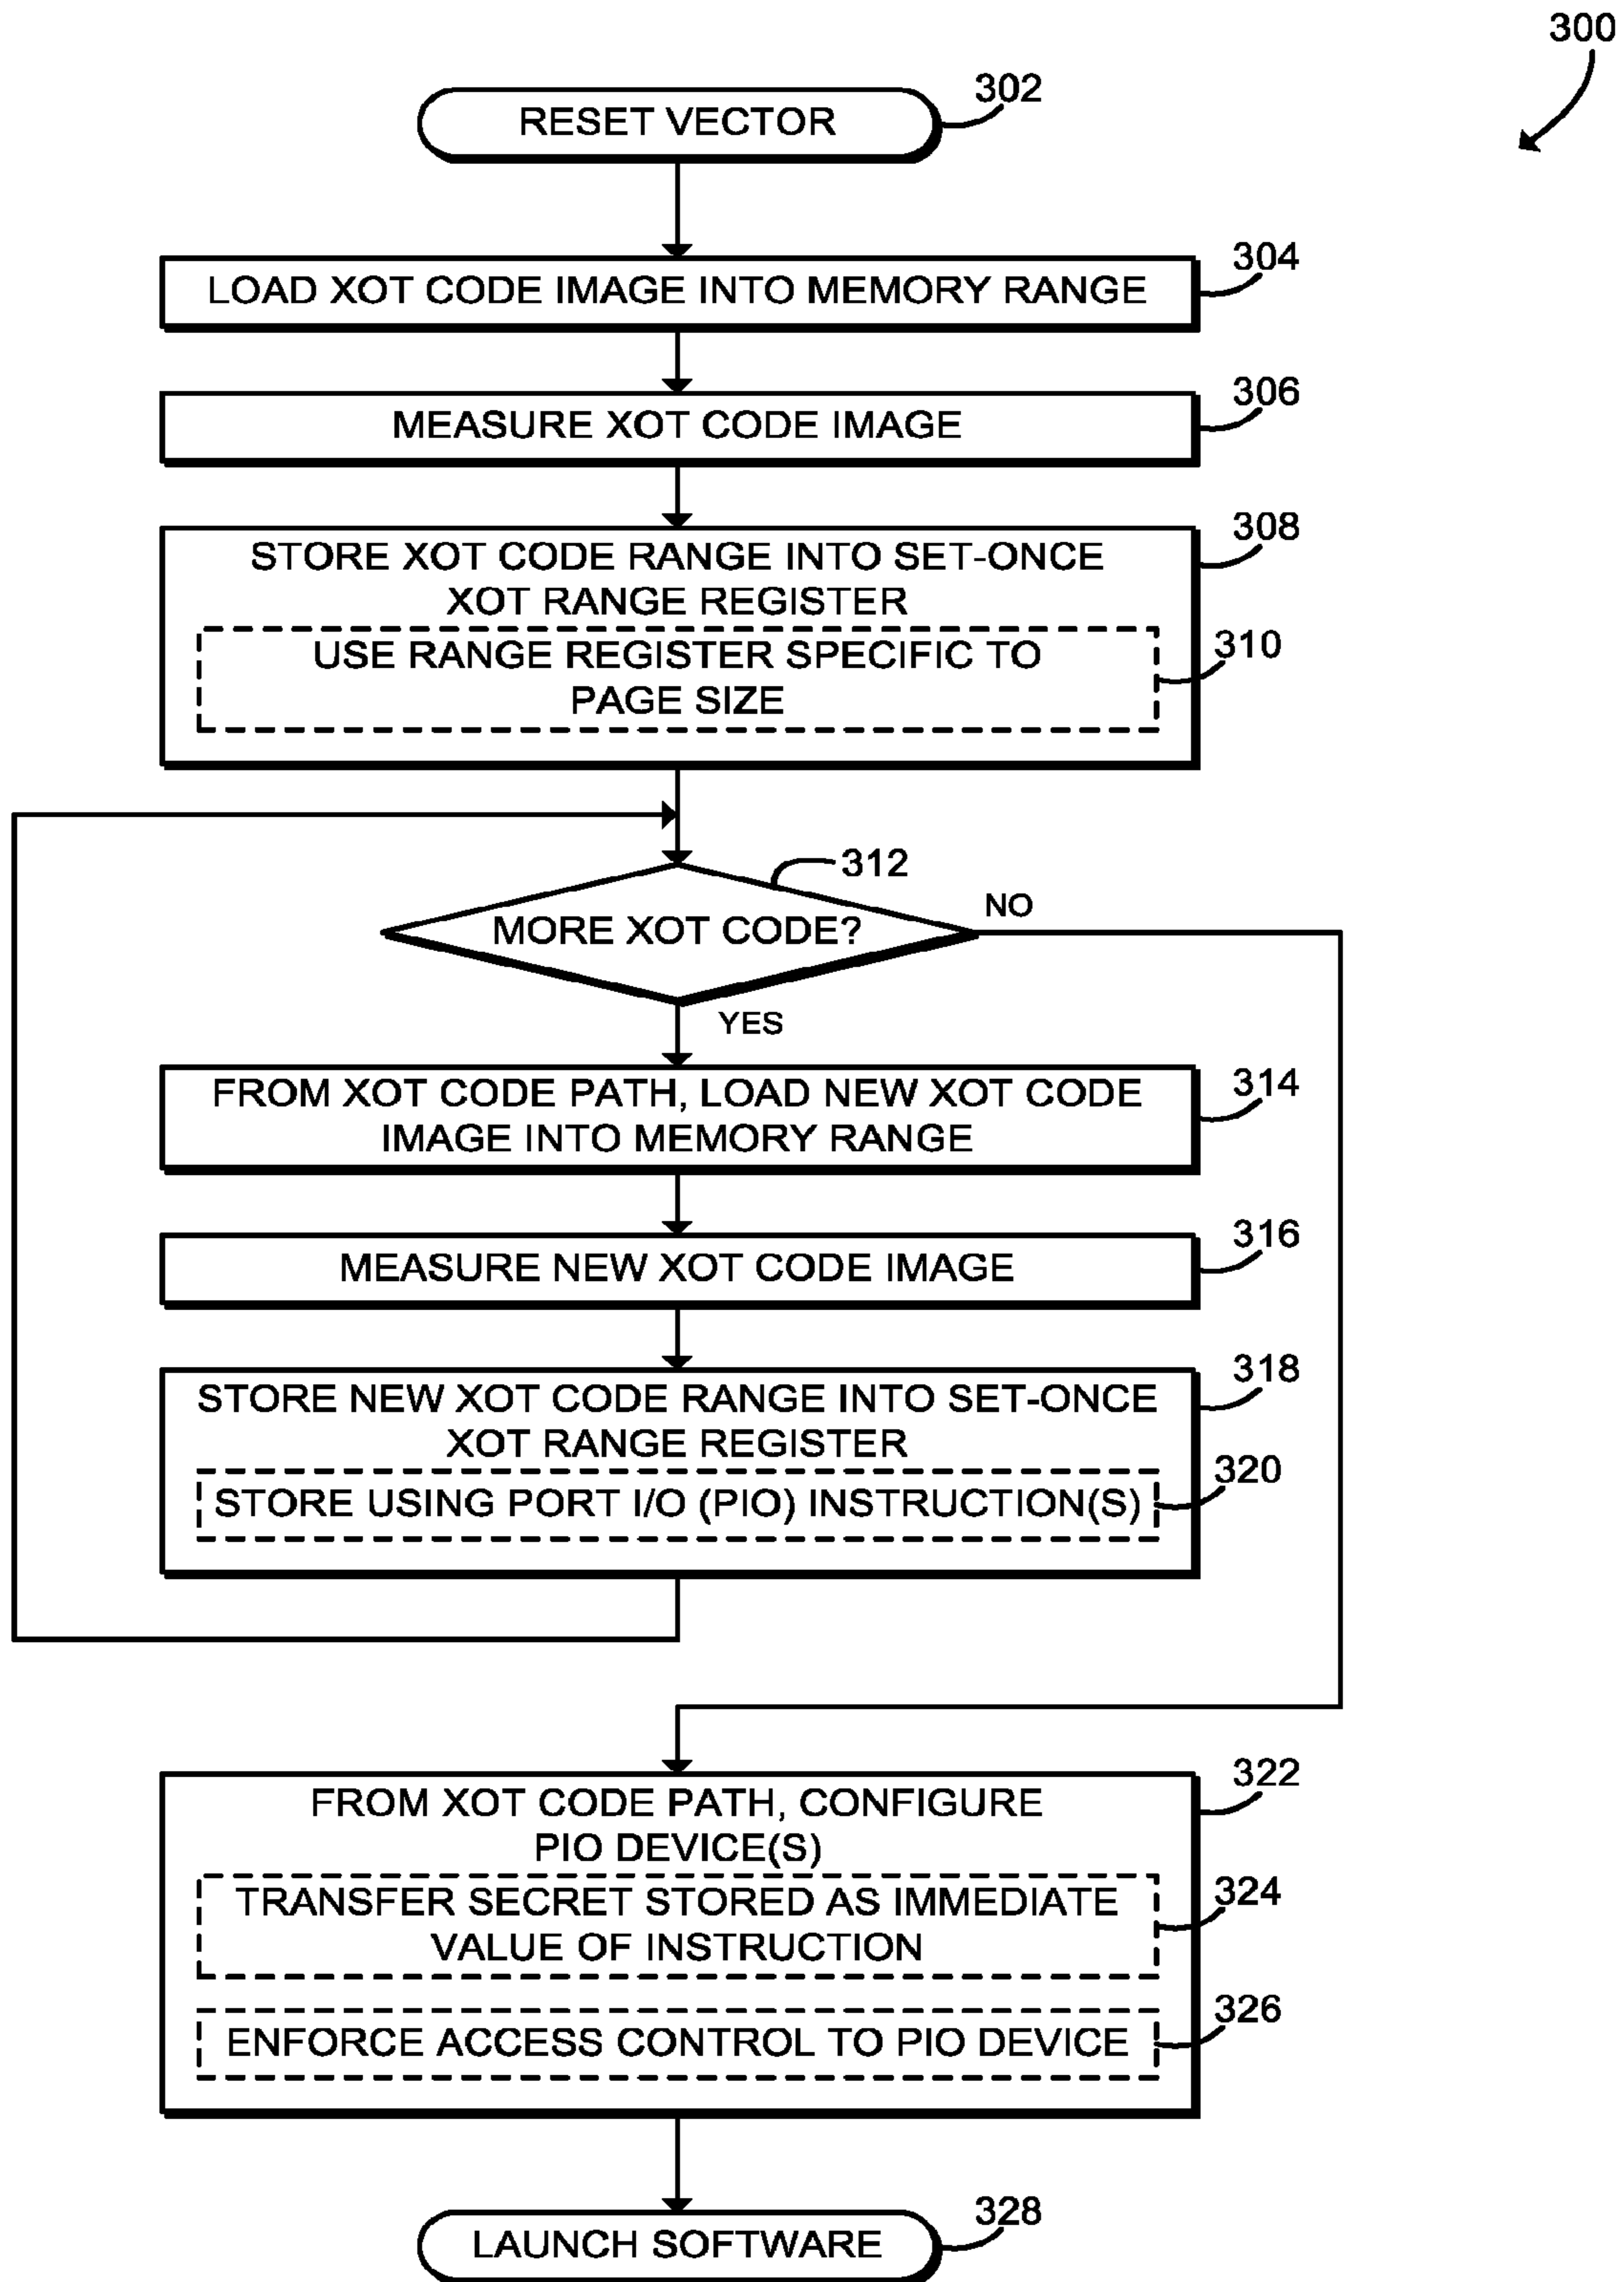 300
302
RESET VECTOR
304
LOAD XOT CODE IMAGE INTO MEMORY RANGE
306
MEASURE XOT CODE IMAGE
308
STORE XOT CODE RANGE INTO SET-ONCE
XOT RANGE REGISTER
310
USE RANGE REGISTER SPECIFIC TO
PAGE SIZE
312
NO
MORE XOT CODE?
YES
314
FROM XOT CODE PATH, LOAD NEW XOT CODE
IMAGE INTO MEMORY RANGE
316
MEASURE NEW XOT CODE IMAGE
318
STORE NEW XOT CODE RANGE INTO SET-ONCE
XOT RANGE REGISTER
320
STORE USING PORT I/O (PIO) INSTRUCTION(S)
322
FROM XOT CODE PATH, CONFIGURE
PIO DEVICE(S)
324
TRANSFER SECRET STORED AS IMMEDIATE
VALUE OF INSTRUCTION
326
ENFORCE ACCESS CONTROL TO PIO DEVICE
328
LAUNCH SOFTWARE